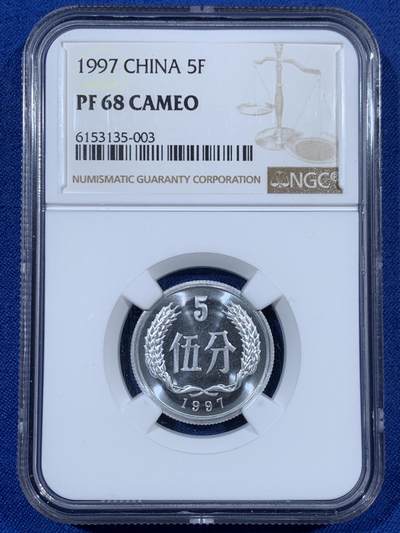 1997 CHINA 5F
PF 68 CAMEO
6153135-003
NUMISMATIC GUARANTY CORPORATION
NGC®
5
伍分
1997